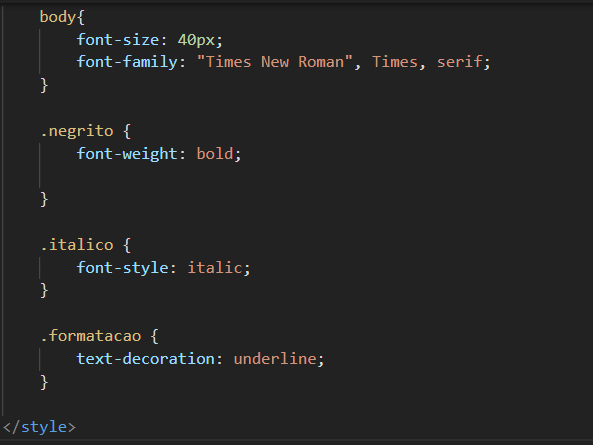 body{
font-size: 40px;
font-family: "Times New Roman", Times, serif;
}
.negrito {
font-weight: bold;
}
.italico {
font-style: italic;
}
.formatacao {
text-decoration: underline;
}
</style>